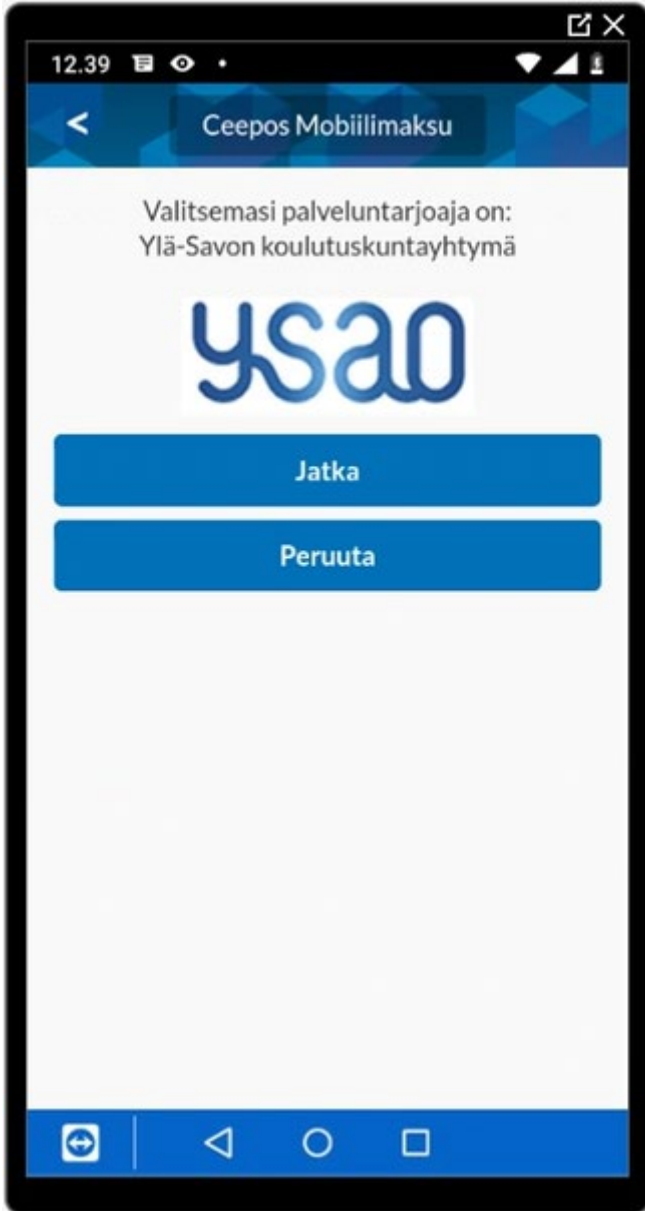 12.39
< Ceepos Mobiilimaksu
Valitsemasi palveluntarjoaja on:
Ylä-Savon koulutuskuntayhtymä
ysao
Jatka
Peruuta